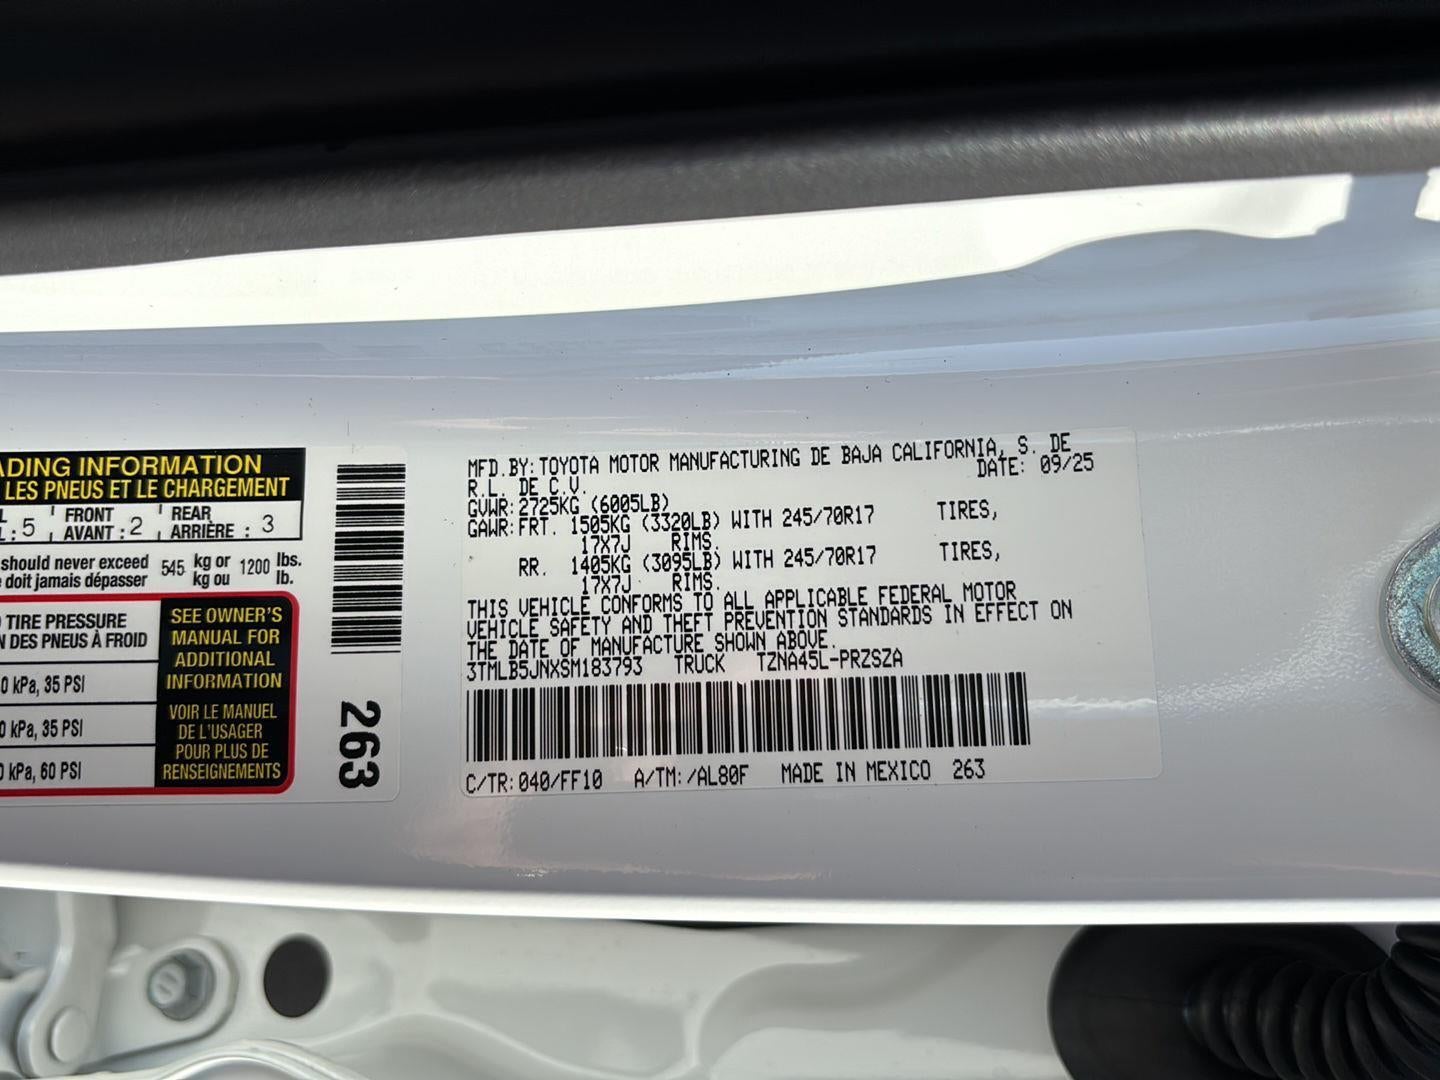 ADING INFORMATION
LES PNEUS ET LE CHARGEMENT
: 5 FRONT AVANT : 2 REAR ARRIÈRE : 3
should never exceed 545 kg or 1200 lbs.
doit jamais dépasser kg ou lb.
TIRE PRESSURE
DES PNEUS À FROID
0 kPa, 35 PSI
0 kPa, 35 PSI
0 kPa, 60 PSI
SEE OWNER'S
MANUAL FOR
ADDITIONAL
INFORMATION
VOIR LE MANUEL
DE L'USAGER
POUR PLUS DE
RENSEIGNEMENTS
263
MFD.BY: TOYOTA MOTOR MANUFACTURING DE BAJA CALIFORNIA, S. DE
R.L. DE C.V. DATE: 09/25
GVWR: 2725KG (6005LB)
GAWR: FRT. 1505KG (3320LB) WITH 245/70R17 TIRES,
17X7J RIMS.
RR. 1405KG (3095LB) WITH 245/70R17 TIRES,
17X7J RIMS.
THIS VEHICLE CONFORMS TO ALL APPLICABLE FEDERAL MOTOR
VEHICLE SAFETY AND THEFT PREVENTION STANDARDS IN EFFECT ON
THE DATE OF MANUFACTURE SHOWN ABOVE.
3TMLB5JNXSM183793 TRUCK TZNA45L-PRZSZA
C/TR: 040/FF10 A/TM: /AL80F MADE IN MEXICO 263